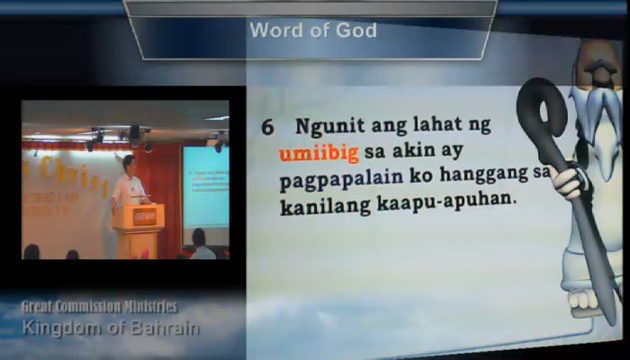 Word of God
6 Ngunit ang lahat ng
umiibig sa akin ay
pagpapalain ko hanggang sa
kanilang kaapu-apuhan.
Christ
Great Commission Ministries
Kingdom of Bahrain